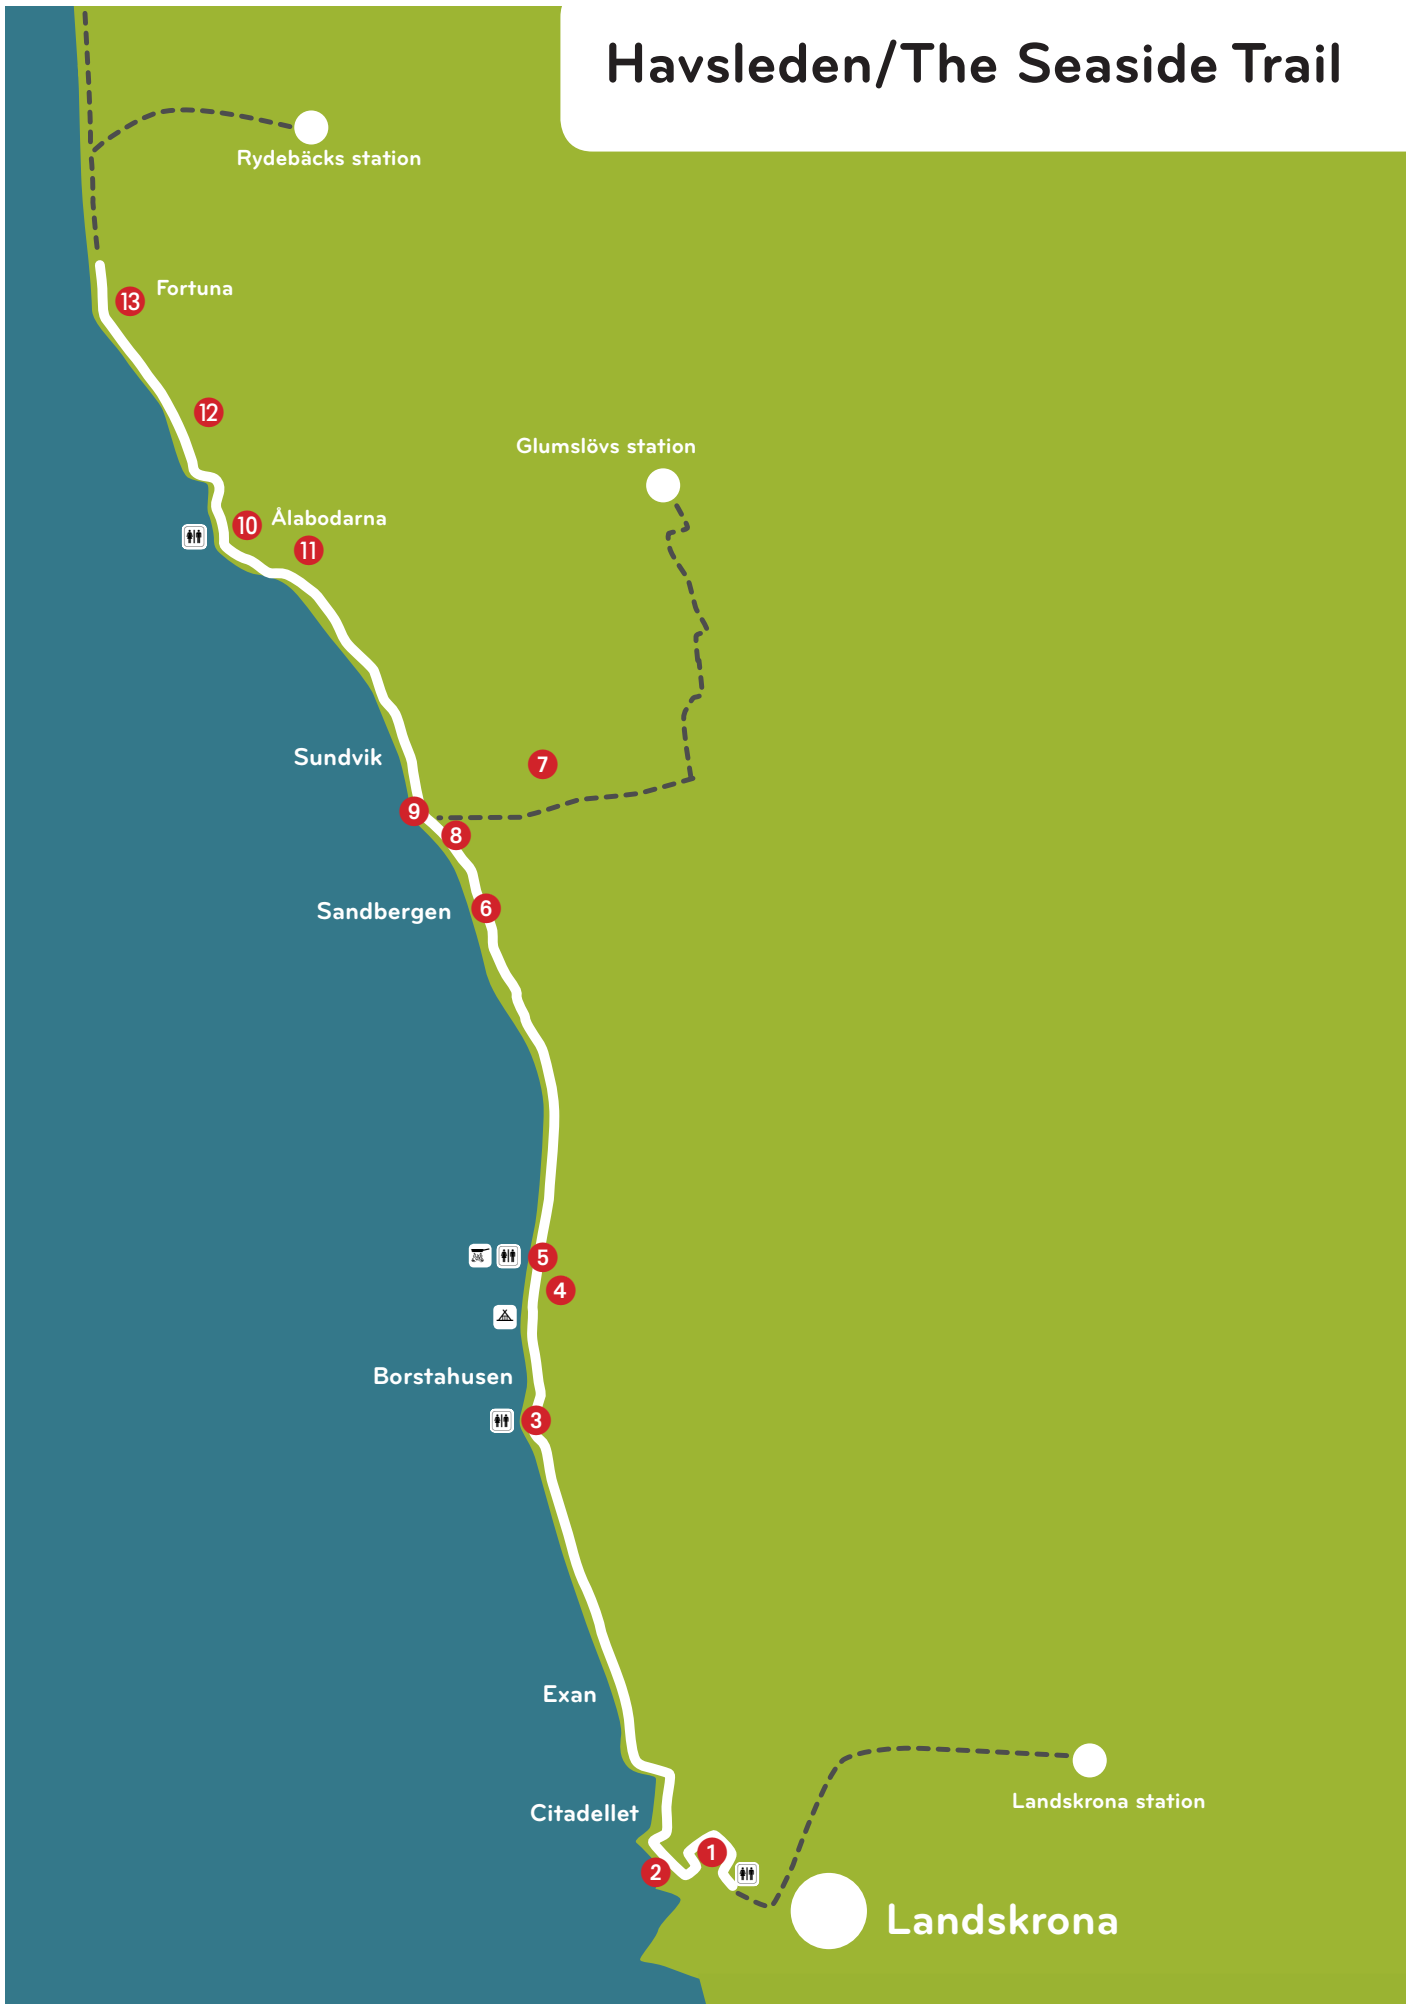 Havsleden/The Seaside Trail
Rydebäcks station
Fortuna
13
12
Glumslövs station
10
Ålabodarna
11
Sundvik
7
9
8
Sandbergen
6
5
4
Borstahusen
3
Exan
Landskrona station
Citadellet
1
2
Landskrona